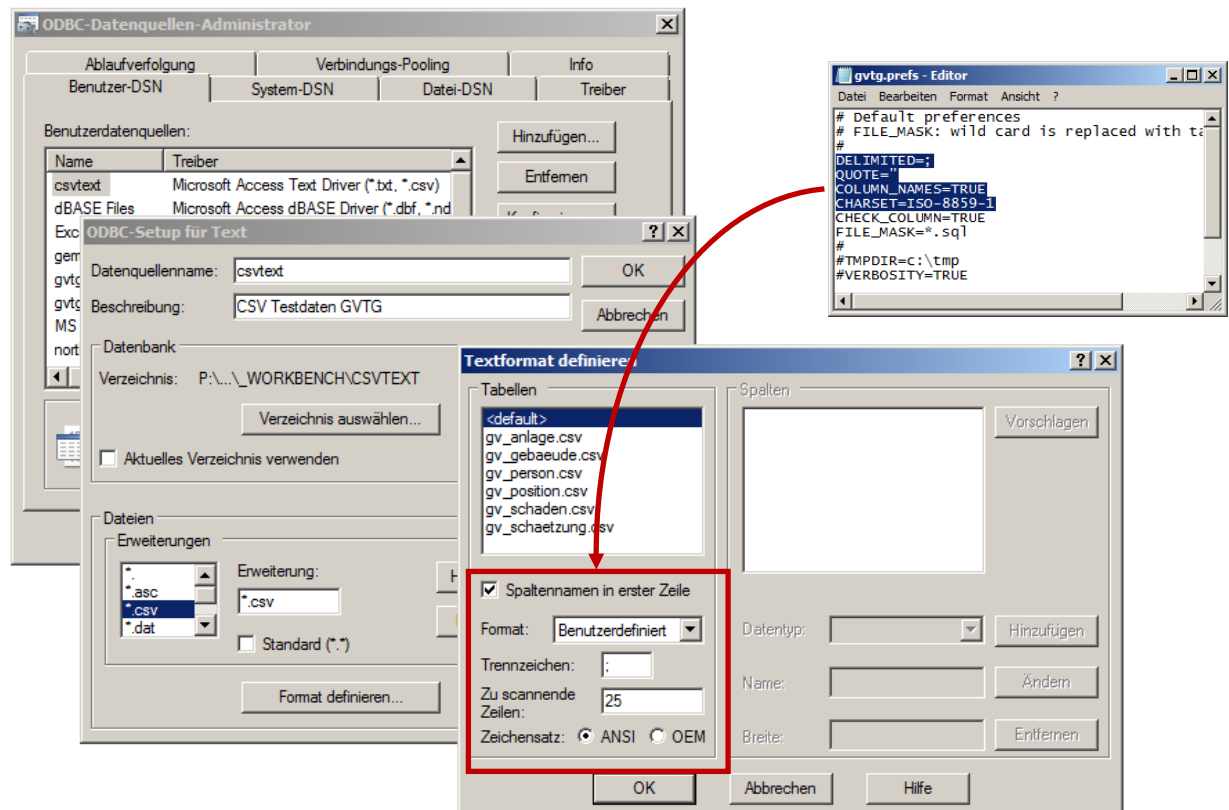 ODBC-Datenquellen-Administrator
Ablaufverfolgung Verbindungs-Pooling Info
Benutzer-DSN System-DSN Datei-DSN Treiber
Benutzerdatenquellen:
Name Treiber
csvtext Microsoft Access Text Driver (*.txt, *.csv)
dBASE Files Microsoft Access dBASE Driver (*.dbf, *.nd
Exc
gem
gvtg
gvtg
MS
nort
Hinzufügen...
Entfernen
gvtg.prefs - Editor
Datei Bearbeiten Format Ansicht ?
# Default preferences
# FILE_MASK: wild card is replaced with ta
#
DELIMITED=;
QUOTE="
COLUMN_NAMES=TRUE
CHARSET=ISO-8859-1
CHECK_COLUMN=TRUE
FILE_MASK=*.sql
#
#TMPDIR=c:\tmp
#VERBOSITY=TRUE
ODBC-Setup für Text
Datenquellenname: csvtext
OK
Beschreibung: CSV Testdaten GVTG
Abbrechen
Datenbank
Verzeichnis: P:\...\_WORKBENCH\CSVTEXT
Verzeichnis auswählen...
Aktuelles Verzeichnis verwenden
Dateien
Erweiterungen
*.
*.asc
*.csv
*.dat
Erweiterung:
*.csv
Standard (*.*)
H
Format definieren...
Textformat definieren
Tabellen
<default>
gv_anlage.csv
gv_gebaeude.csv
gv_person.csv
gv_position.csv
gv_schaden.csv
gv_schaetzung.csv
Spaltennamen in erster Zeile
Format: Benutzerdefiniert
Trennzeichen: ;
Zu scannende
Zeilen: 25
Zeichensatz: ANSI OEM
Spalten
Vorschlagen
Datentyp: Hinzufügen
Name: Ändern
Breite: Entfernen
OK Abbrechen Hilfe